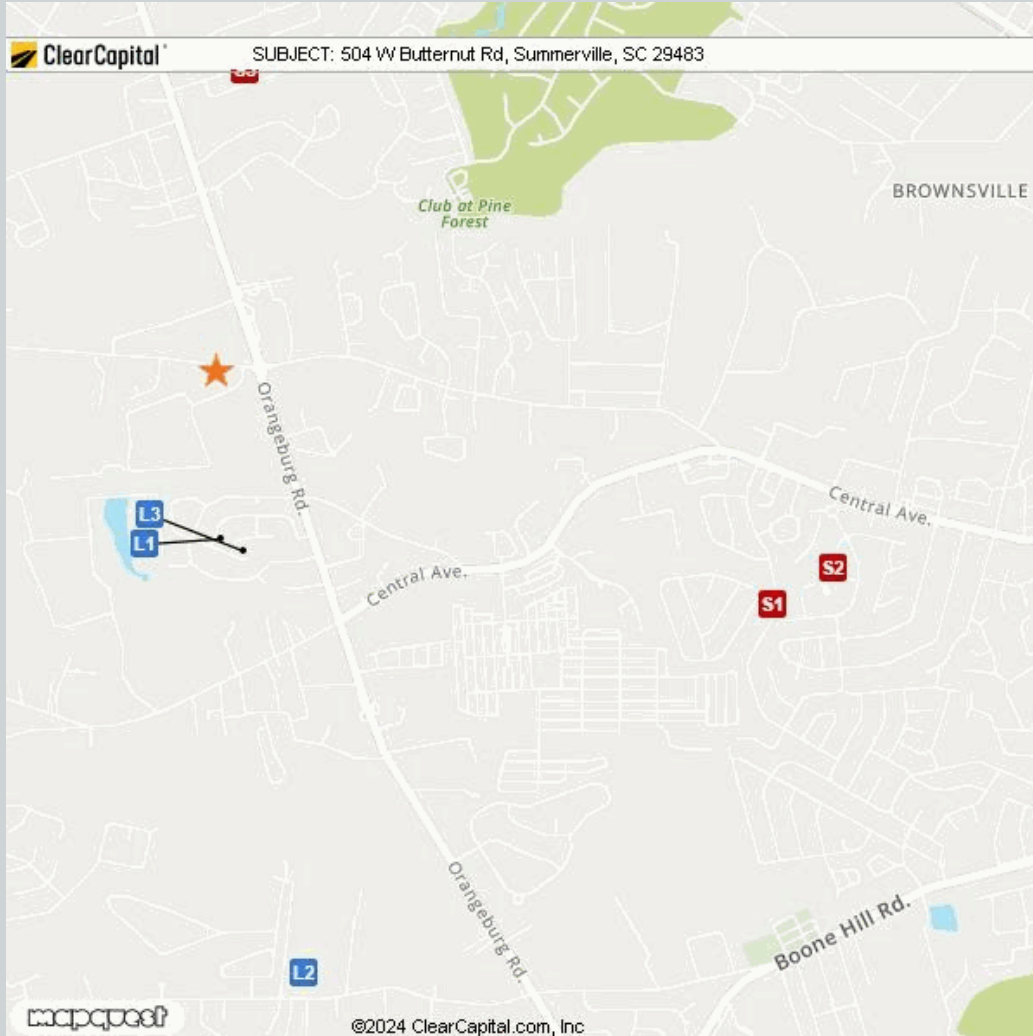 ClearCapital
SUBJECT: 504 W Butternut Rd, Summerville, SC 29483
S3
BROWNSVILLE
Club at Pine
Forest
Orangeburg Rd.
L3
L1
Central Ave.
Central Ave.
S2
S1
Orangeburg Rd.
Boone Hill Rd.
L2
mapquest
©2024 ClearCapital.com, Inc